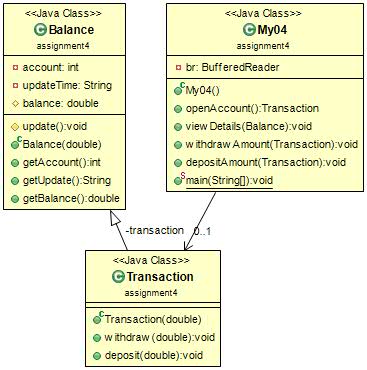 <<Java Class>>
Balance
assignment4
account: int
updateTime: String
balance: double
update():void
Balance(double)
getAccount():int
getUpdate():String
getBalance():double
<<Java Class>>
My04
assignment4
br: BufferedReader
My04()
openAccount():Transaction
viewDetails(Balance):void
withdrawAmount(Transaction):void
depositAmount(Transaction):void
main(String[]):void
-transaction
0..1
<<Java Class>>
Transaction
assignment4
Transaction(double)
withdraw(double):void
deposit(double):void